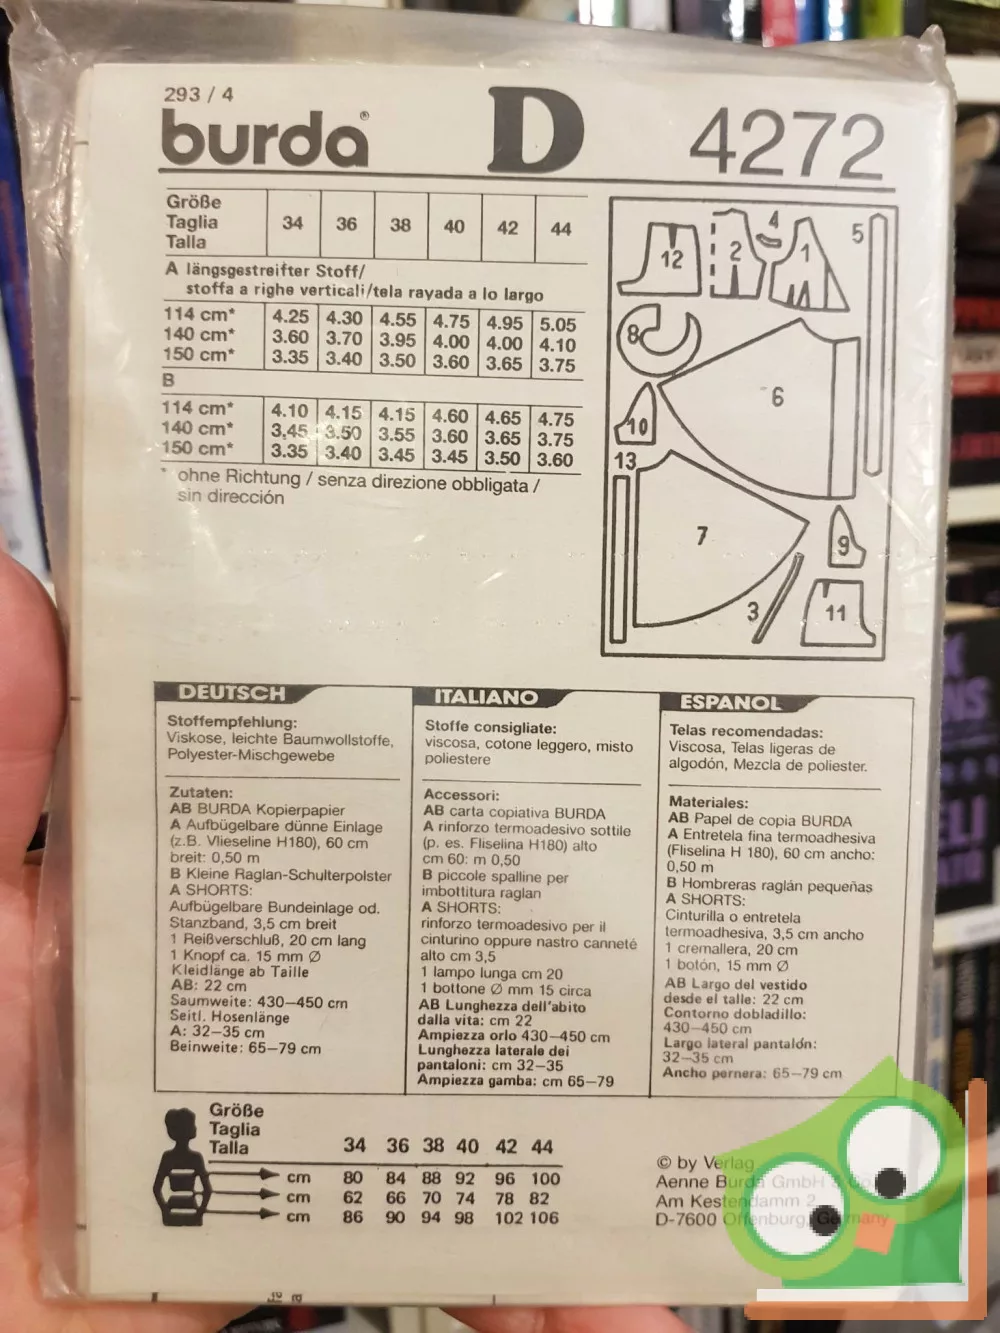 293 / 4
burda® D 4272
Größe
Taglia 34 36 38 40 42 44
Talla
A längsgestreifter Stoff/
stoffa a righe verticali/tela rayada a lo largo
114 cm* 4.25 4.30 4.55 4.75 4.95 5.05
140 cm* 3.60 3.70 3.95 4.00 4.00 4.10
150 cm* 3.35 3.40 3.50 3.60 3.65 3.75
B
114 cm* 4.10 4.15 4.15 4.60 4.65 4.75
140 cm* 3,45 3.50 3.55 3.60 3.65 3.75
150 cm* 3.35 3.40 3.45 3.45 3.50 3.60
* ohne Richtung / senza direzione obbligata /
sin dirección
12 2 4 1 5
8
6
10
13
7
9
3 11
DEUTSCH
Stoffempfehlung:
Viskose, leichte Baumwollstoffe,
Polyester-Mischgewebe
Zutaten:
AB BURDA Kopierpapier
A Aufbügelbare dünne Einlage
(z.B. Vlieseline H180), 60 cm
breit: 0,50 m
B Kleine Raglan-Schulterpolster
A SHORTS:
Aufbügelbare Bundeinlage od.
Stanzband, 3,5 cm breit
1 Reißverschluß, 20 cm lang
1 Knopf ca. 15 mm Ø
Kleidlänge ab Taille
AB: 22 cm
Saumweite: 430–450 cm
Seitl. Hosenlänge
A: 32–35 cm
Beinweite: 65–79 cm
ITALIANO
Stoffe consigliate:
viscosa, cotone leggero, misto
poliestere
Accessori:
AB carta copiativa BURDA
A rinforzo termoadesivo sottile
(p. es. Fliselina H180) alto
cm 60: m 0,50
B piccole spalline per
imbottitura raglan
A SHORTS:
rinforzo termoadesivo per il
cinturino oppure nastro canneté
alto cm 3,5
1 lampo lunga cm 20
1 bottone Ø mm 15 circa
AB Lunghezza dell'abito
dalla vita: cm 22
Ampiezza orlo 430–450 cm
Lunghezza laterale dei
pantaloni: cm 32–35
Ampiezza gamba: cm 65–79
ESPANOL
Telas recomendadas:
Viscosa, Telas ligeras de
algodón, Mezcla de poliester.
Materiales:
AB Papel de copia BURDA
A Entretela fina termoadhesiva
(Fliselina H 180), 60 cm ancho:
0,50 m
B Hombreras raglán pequeñas
A SHORTS:
Cinturilla o entretela
termoadhesiva, 3,5 cm ancho
1 cremallera, 20 cm
1 botón, 15 mm Ø
AB Largo del vestido
desde el talle: 22 cm
Contorno dobladillo:
430–450 cm
Largo lateral pantalón:
32–35 cm
Ancho pernera: 65–79 cm
Größe
Taglia
Talla 34 36 38 40 42 44
cm 80 84 88 92 96 100
cm 62 66 70 74 78 82
cm 86 90 94 98 102 106
© by Verlag
Aenne Burda GmbH & Co.
Am Kestendamm 2
D-7600 Offenburg, Germany